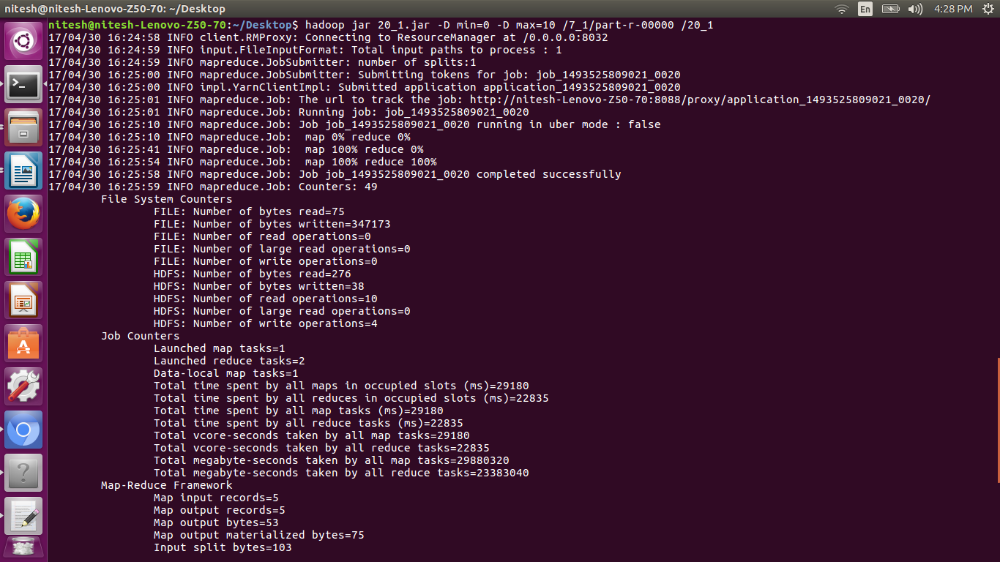 nitesh@nitesh-Lenovo-Z50-70: ~/Desktop
En
4:28 PM
nitesh@nitesh-Lenovo-Z50-70:~/Desktop$ hadoop jar 20_1.jar -D min=0 -D max=10 /7_1/part-r-00000 /20_1
17/04/30 16:24:58 INFO client.RMProxy: Connecting to ResourceManager at /0.0.0.0:8032
17/04/30 16:24:59 INFO input.FileInputFormat: Total input paths to process : 1
17/04/30 16:24:59 INFO mapreduce.JobSubmitter: number of splits:1
17/04/30 16:25:00 INFO mapreduce.JobSubmitter: Submitting tokens for job: job_1493525809021_0020
17/04/30 16:25:00 INFO impl.YarnClientImpl: Submitted application application_1493525809021_0020
17/04/30 16:25:01 INFO mapreduce.Job: The url to track the job: http://nitesh-Lenovo-Z50-70:8088/proxy/application_1493525809021_0020/
17/04/30 16:25:01 INFO mapreduce.Job: Running job: job_1493525809021_0020
17/04/30 16:25:10 INFO mapreduce.Job: Job job_1493525809021_0020 running in uber mode : false
17/04/30 16:25:10 INFO mapreduce.Job:  map 0% reduce 0%
17/04/30 16:25:41 INFO mapreduce.Job:  map 100% reduce 0%
17/04/30 16:25:54 INFO mapreduce.Job:  map 100% reduce 100%
17/04/30 16:25:58 INFO mapreduce.Job: Job job_1493525809021_0020 completed successfully
17/04/30 16:25:59 INFO mapreduce.Job: Counters: 49
File System Counters
FILE: Number of bytes read=75
FILE: Number of bytes written=347173
FILE: Number of read operations=0
FILE: Number of large read operations=0
FILE: Number of write operations=0
HDFS: Number of bytes read=276
HDFS: Number of bytes written=38
HDFS: Number of read operations=10
HDFS: Number of large read operations=0
HDFS: Number of write operations=4
Job Counters
Launched map tasks=1
Launched reduce tasks=2
Data-local map tasks=1
Total time spent by all maps in occupied slots (ms)=29180
Total time spent by all reduces in occupied slots (ms)=22835
Total time spent by all map tasks (ms)=29180
Total time spent by all reduce tasks (ms)=22835
Total vcore-seconds taken by all map tasks=29180
Total vcore-seconds taken by all reduce tasks=22835
Total megabyte-seconds taken by all map tasks=29880320
Total megabyte-seconds taken by all reduce tasks=23383040
Map-Reduce Framework
Map input records=5
Map output records=5
Map output bytes=53
Map output materialized bytes=75
Input split bytes=103